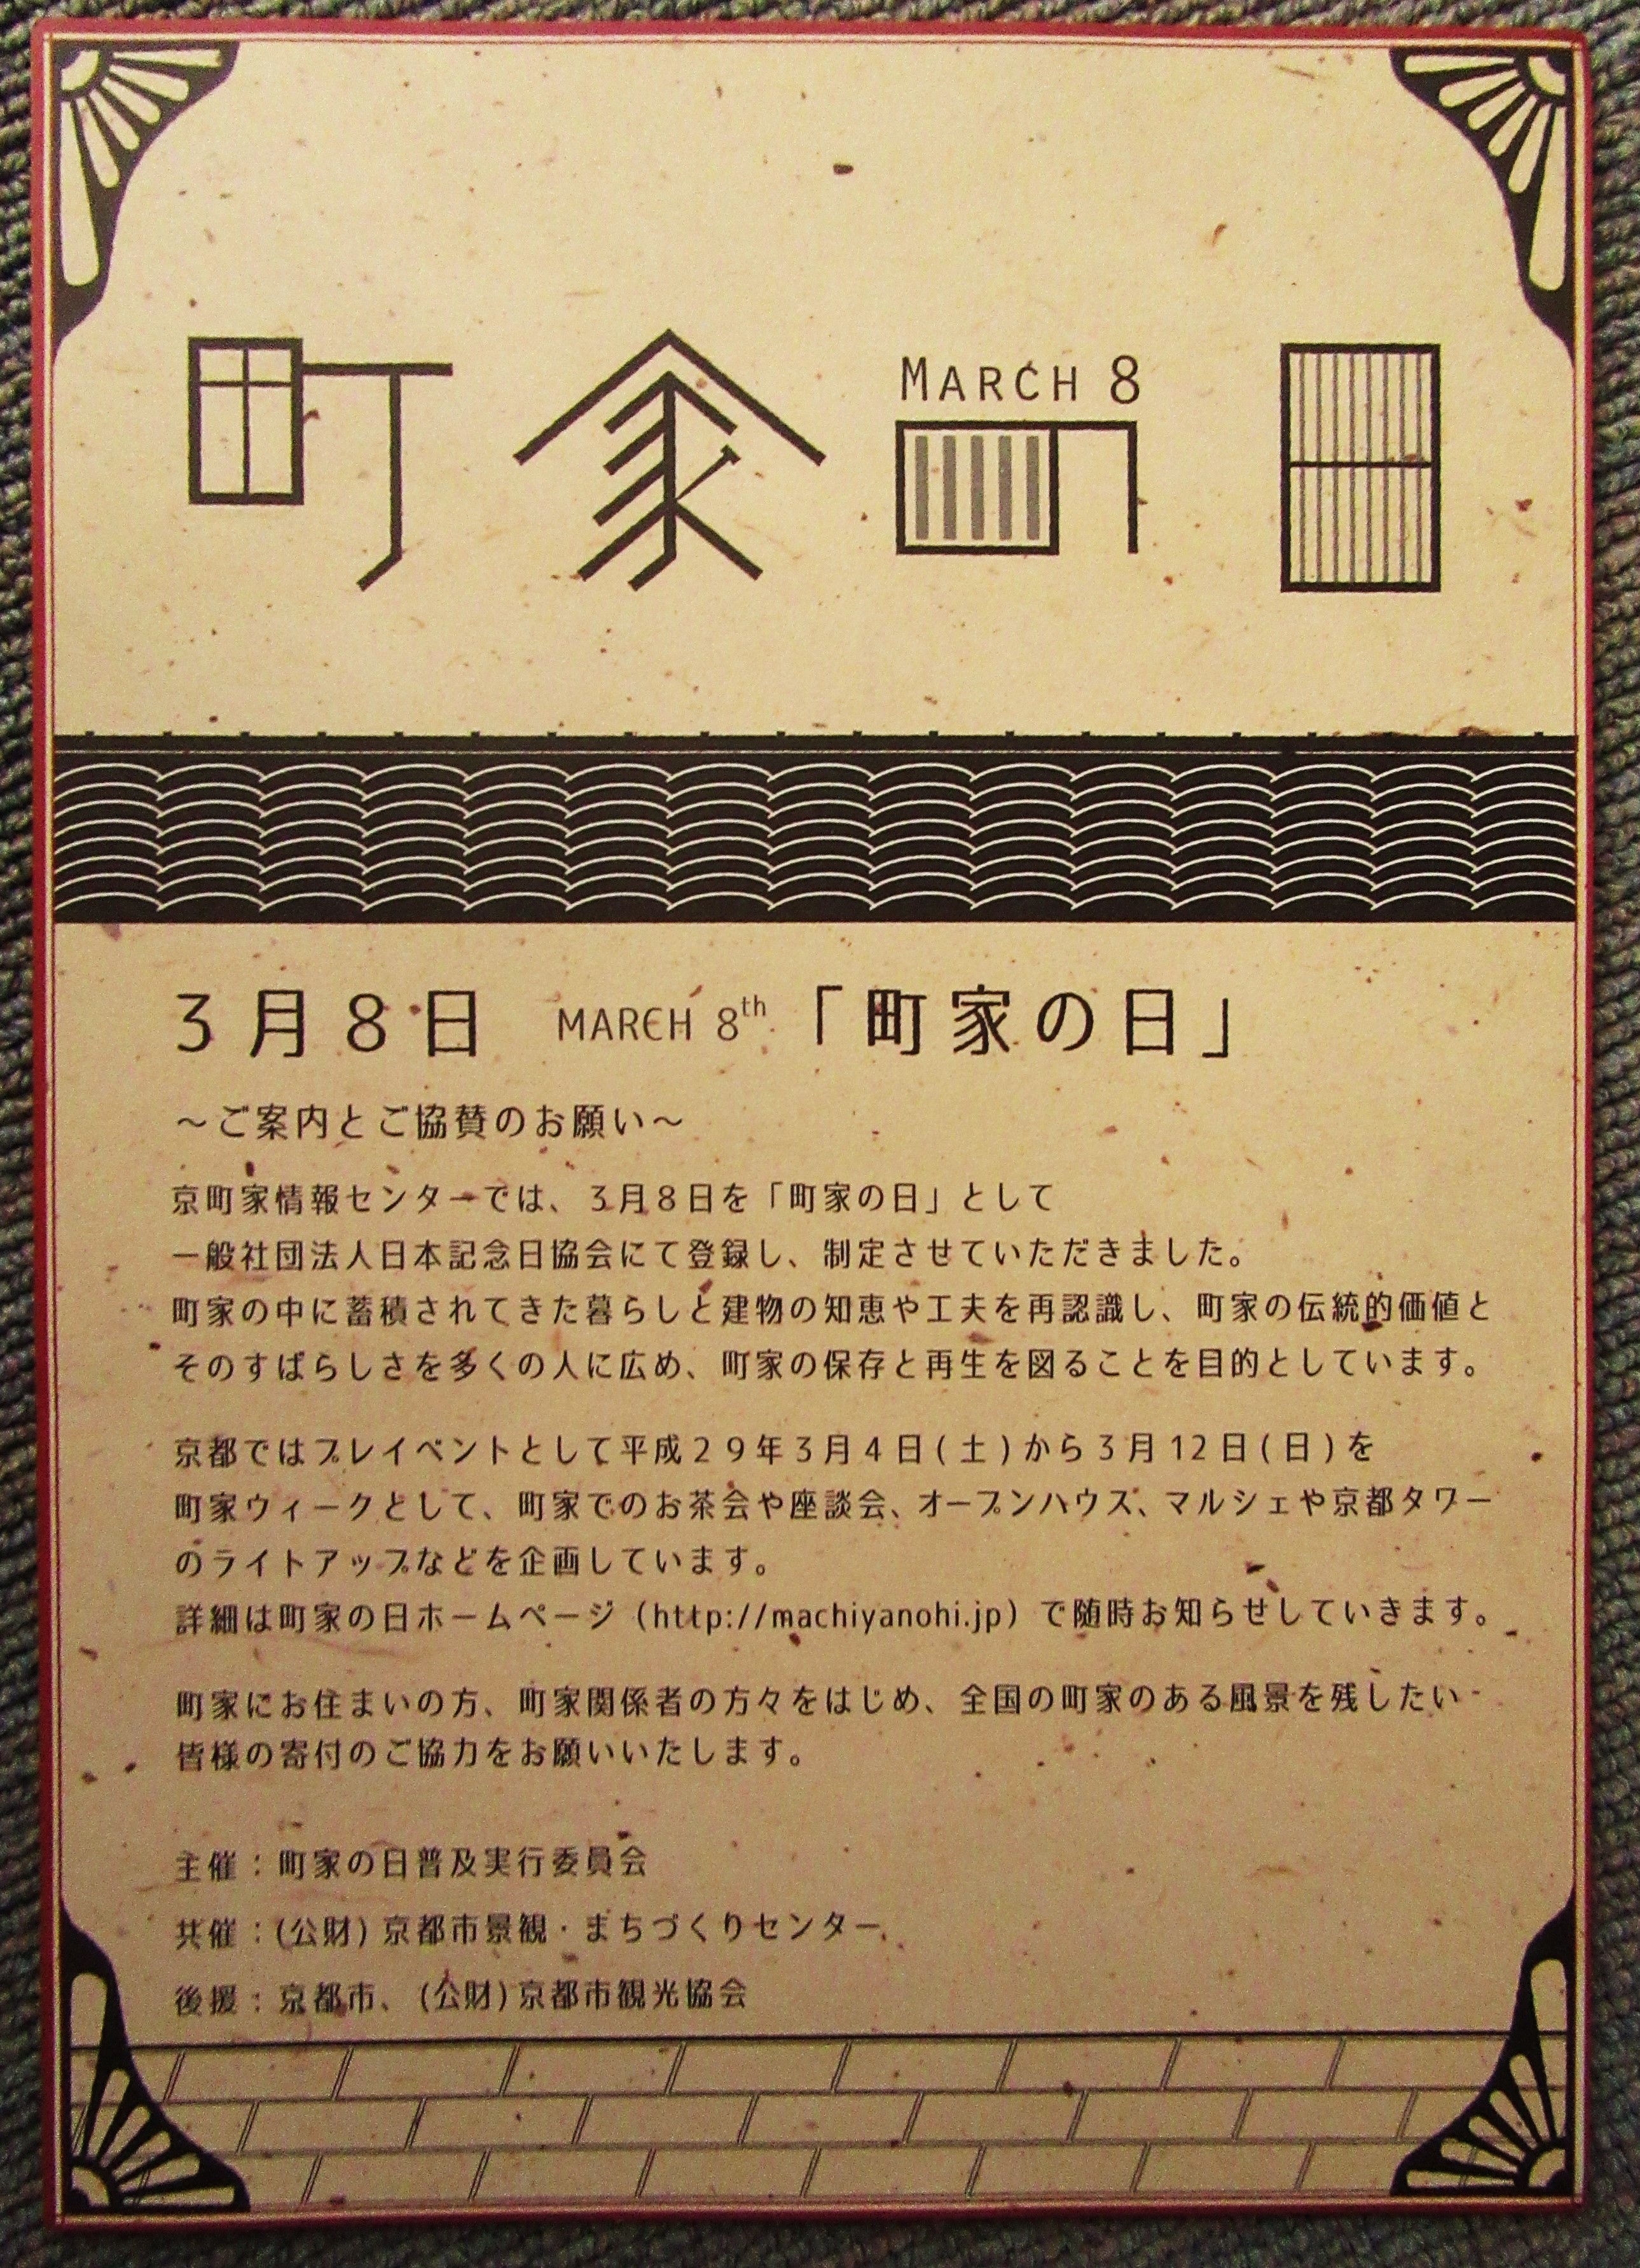 町家の日
MARCH 8
3月8日 MARCH 8th「町家の日」
〜ご案内とご協賛のお願い〜
京町家情報センターでは、3月8日を「町家の日」として
一般社団法人日本記念日協会にて登録し、制定させていただきました。
町家の中に蓄積されてきた暮らしと建物の知恵や工夫を再認識し、町家の伝統的価値と
そのすばらしさを多くの人に広め、町家の保存と再生を図ることを目的としています。
京都ではプレイベントとして平成29年3月4日(土)から3月12日(日)を
町家ウィークとして、町家でのお茶会や座談会、オープンハウス、マルシェや京都タワー
のライトアップなどを企画しています。
詳細は町家の日ホームページ（http://machiyanohi.jp）で随時お知らせしていきます。
町家にお住まいの方、町家関係者の方々をはじめ、全国の町家のある風景を残したい
皆様の寄付のご協力をお願いいたします。
主催：町家の日普及実行委員会
共催：(公財) 京都市景観・まちづくりセンター
後援：京都市、(公財)京都市観光協会